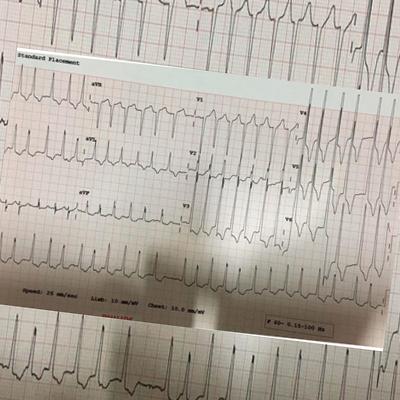 Standard Placement
aVR
V1
V4
aVL
V2
V5
aVF
V3
V6
Speed: 25 mm/sec Limb: 10 mm/mV Chest: 10.0 mm/mV
F 60~ 0.15-100 Hz